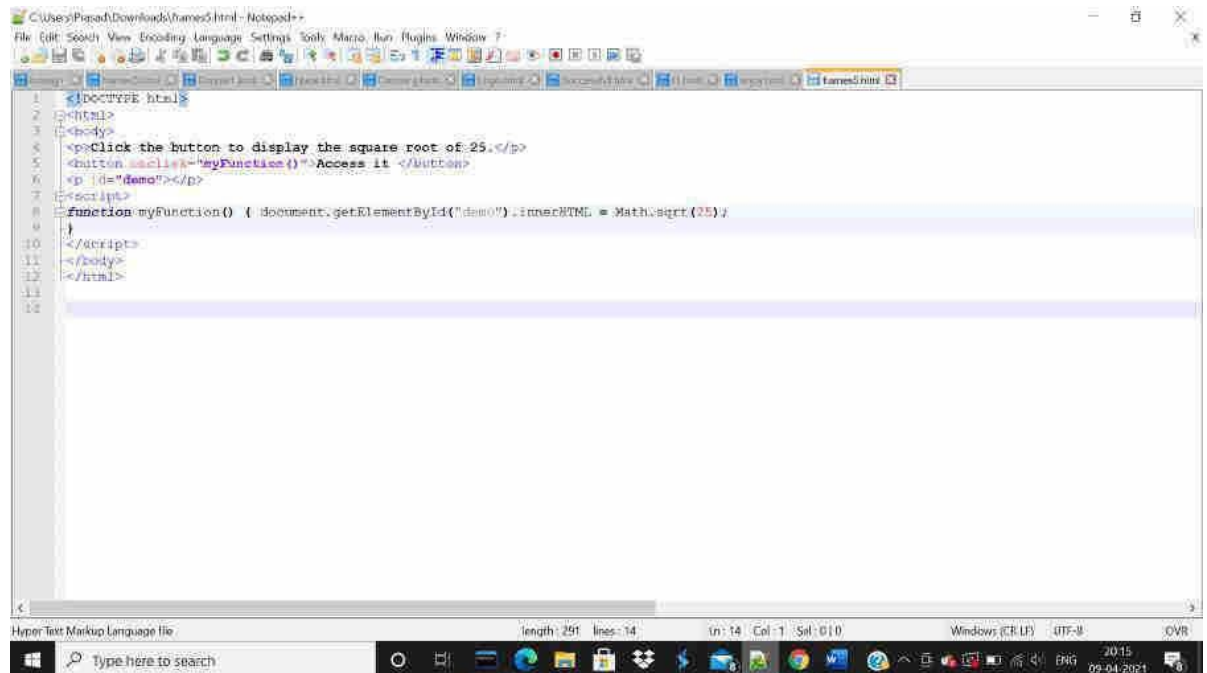 C:\Users\Prasad\Downloads\frames5.html - Notepad++
File Edit Search View Encoding Language Settings Tools Macro Run Plugins Window ?
frames5.html
1 <!DOCTYPE html>
2 <html>
3 <body>
4 <p>Click the button to display the square root of 25.</p>
5 <button onclick="myFunction()">Access it </button>
6 <p id="demo"></p>
7 <script>
8 function myFunction() { document.getElementById("demo").innerHTML = Math.sqrt(25);
9 }
10 </script>
11 </body>
12 </html>
13
14
Hyper Text Markup Language file length : 291 lines : 14 Ln : 14 Col : 1 Sel : 0 | 0 Windows (CR LF) UTF-8 OVR
Type here to search
ENG
20:15
09-04-2021